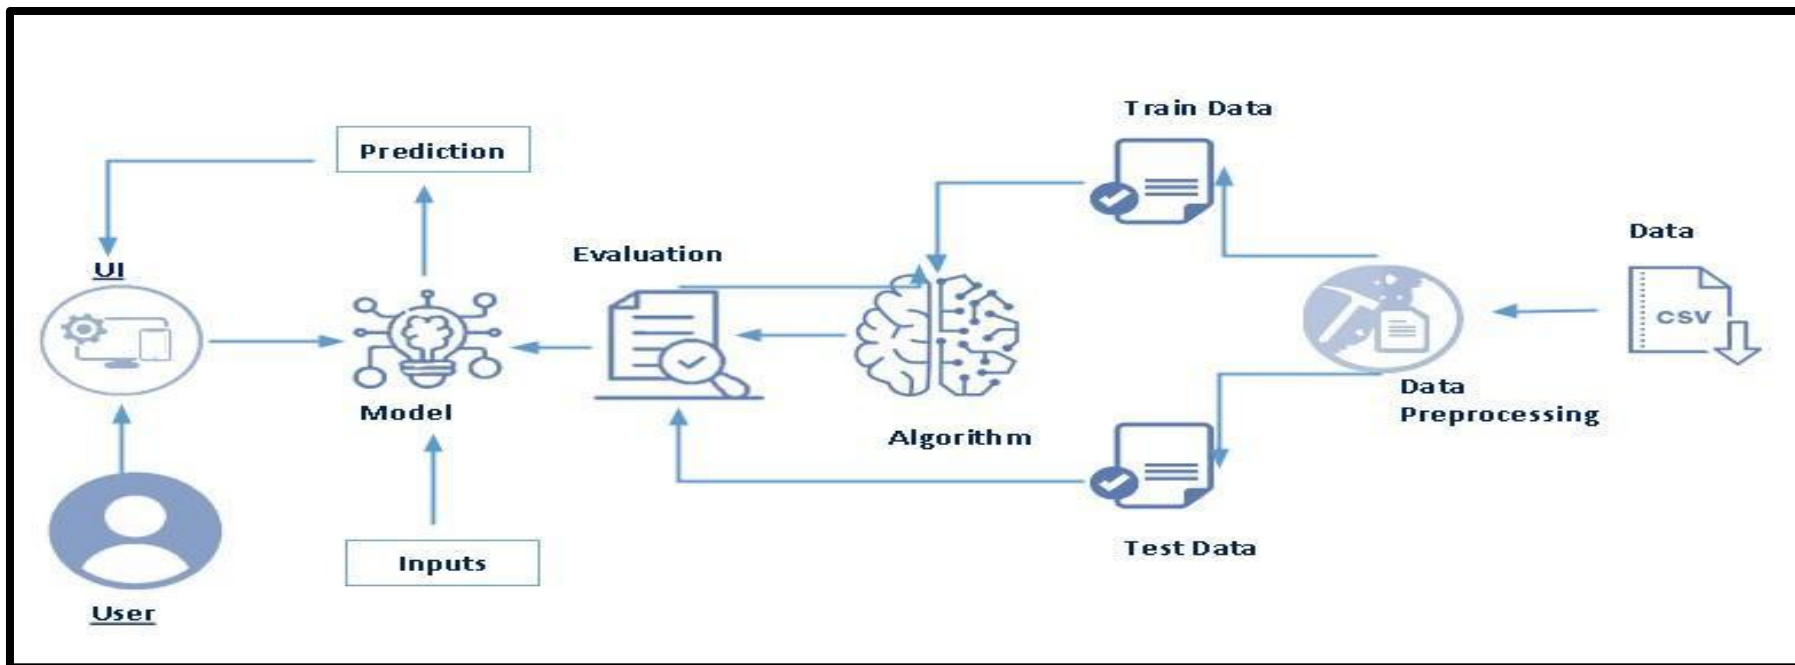 Train Data
Prediction
Data
Evaluation
UI
CSV
Data
Preprocessing
Model
Algorithm
Test Data
Inputs
User